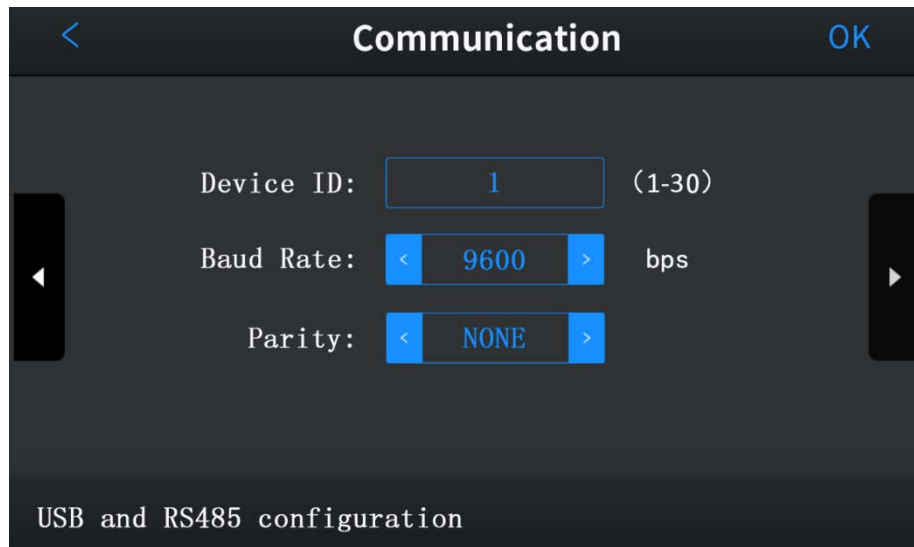 < Communication OK
Device ID: 1 (1-30)
Baud Rate: < 9600 > bps
Parity: < NONE >
USB and RS485 configuration